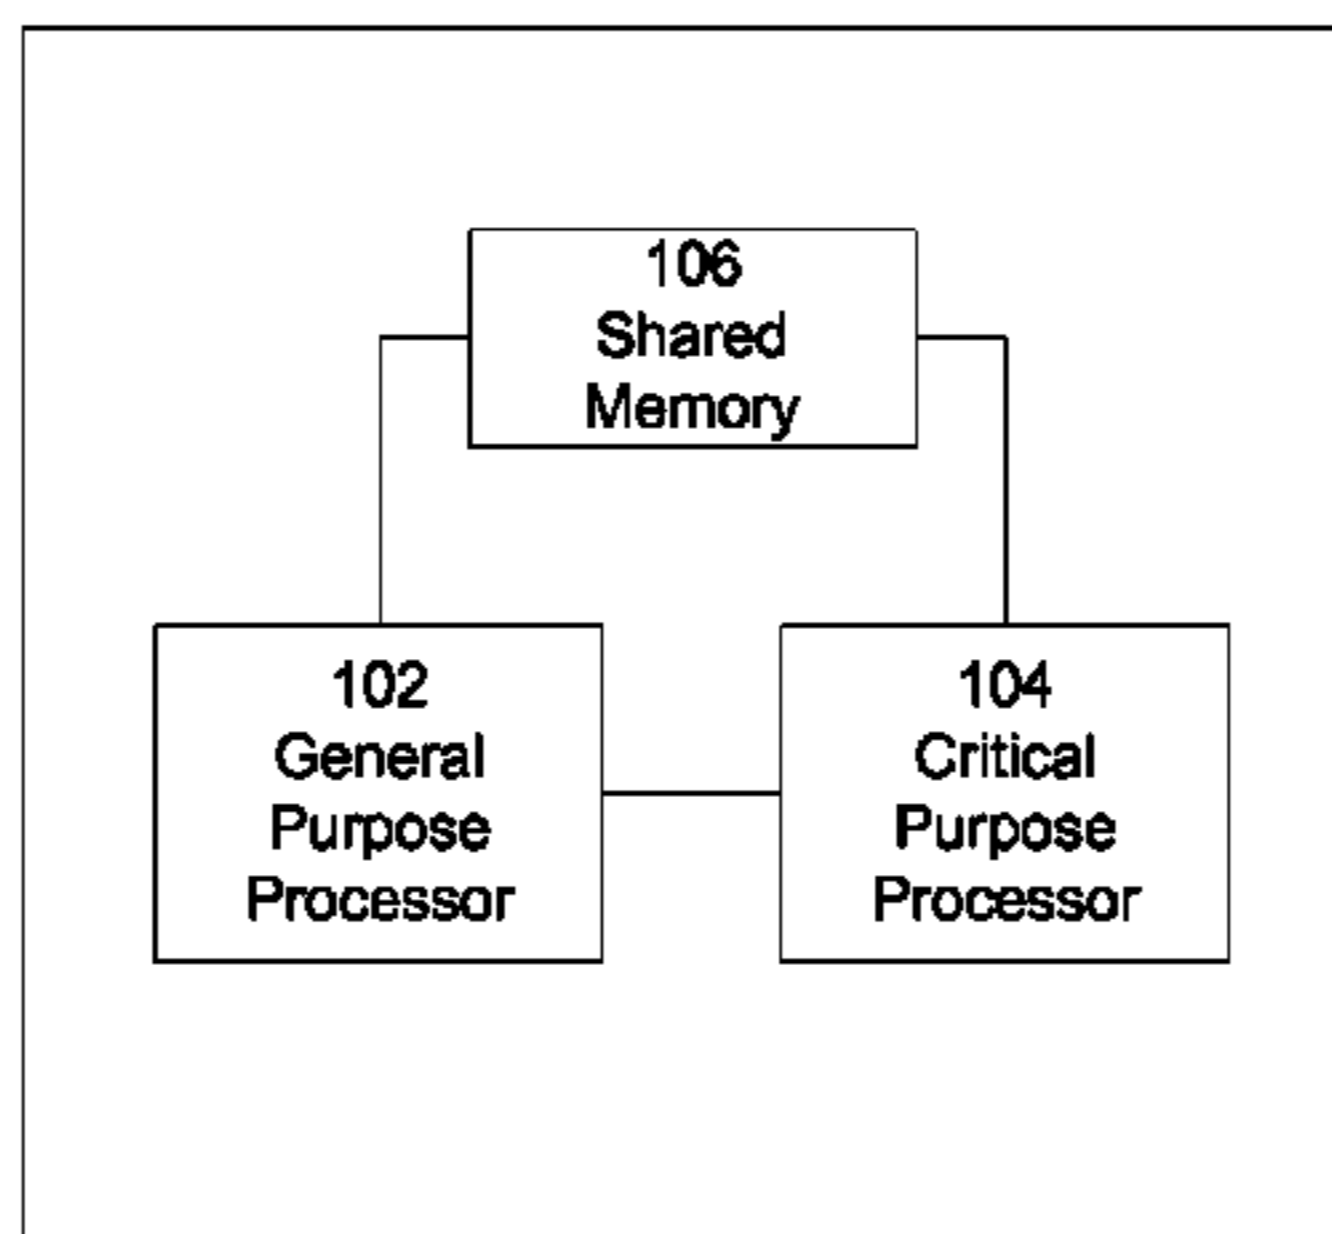 106
Shared
Memory
102
General
Purpose
Processor
104
Critical
Purpose
Processor